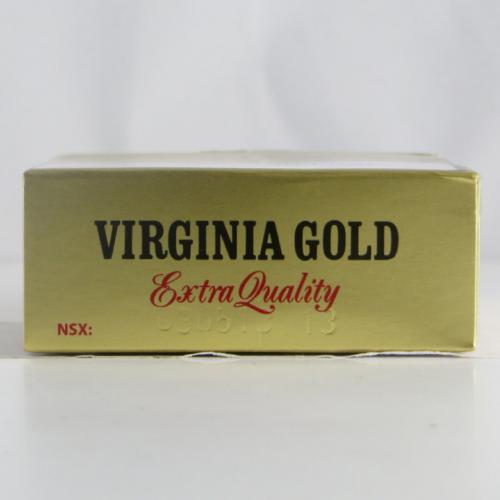 VIRGINIA GOLD
Extra Quality
NSX: